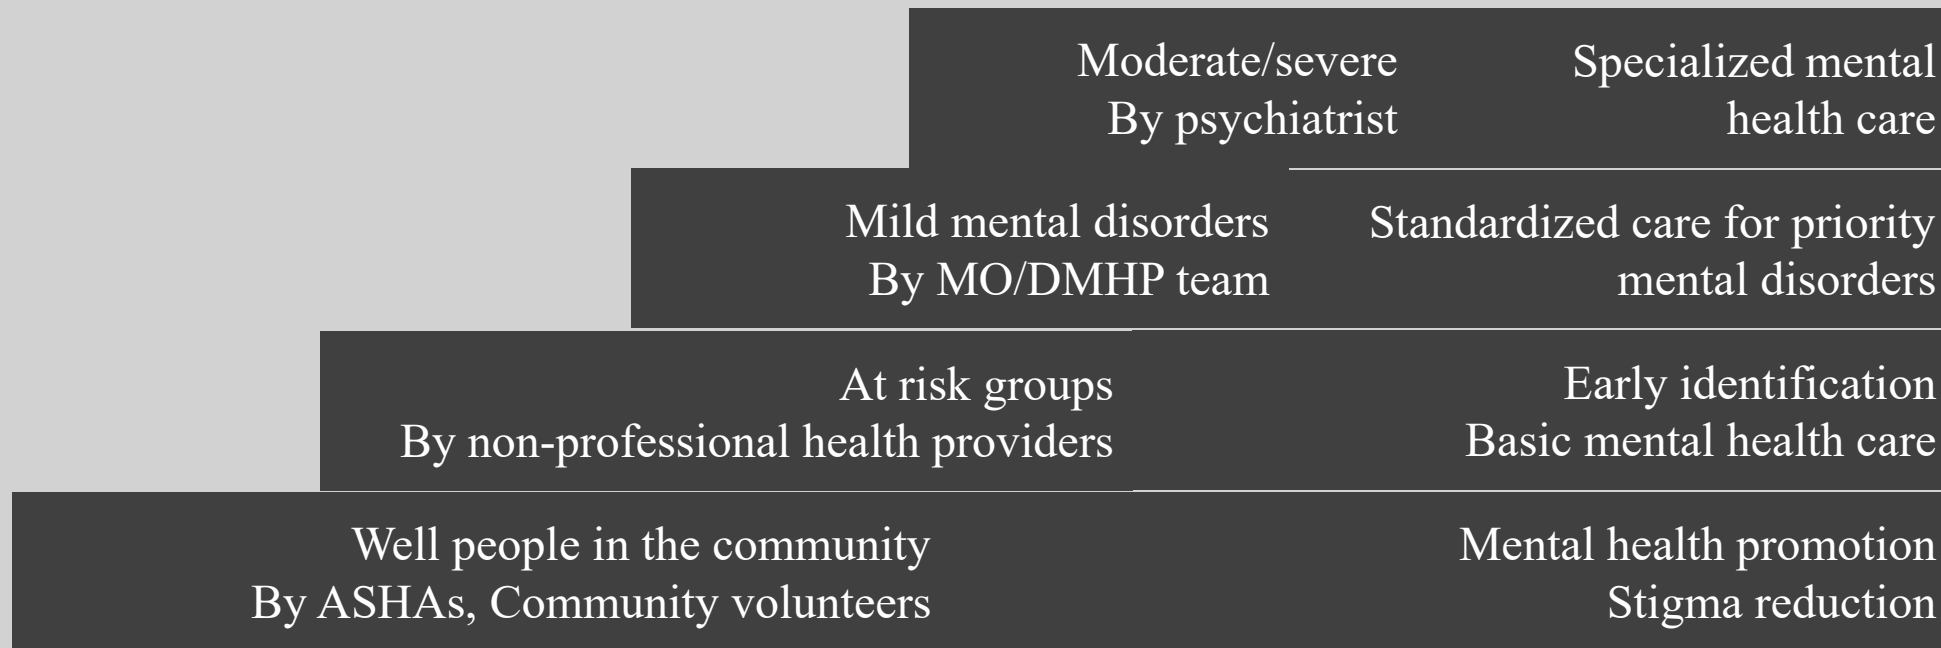 Moderate/severe
By psychiatrist
Specialized mental
health care
Mild mental disorders
By MO/DMHP team
Standardized care for priority
mental disorders
At risk groups
By non-professional health providers
Early identification
Basic mental health care
Well people in the community
By ASHAs, Community volunteers
Mental health promotion
Stigma reduction